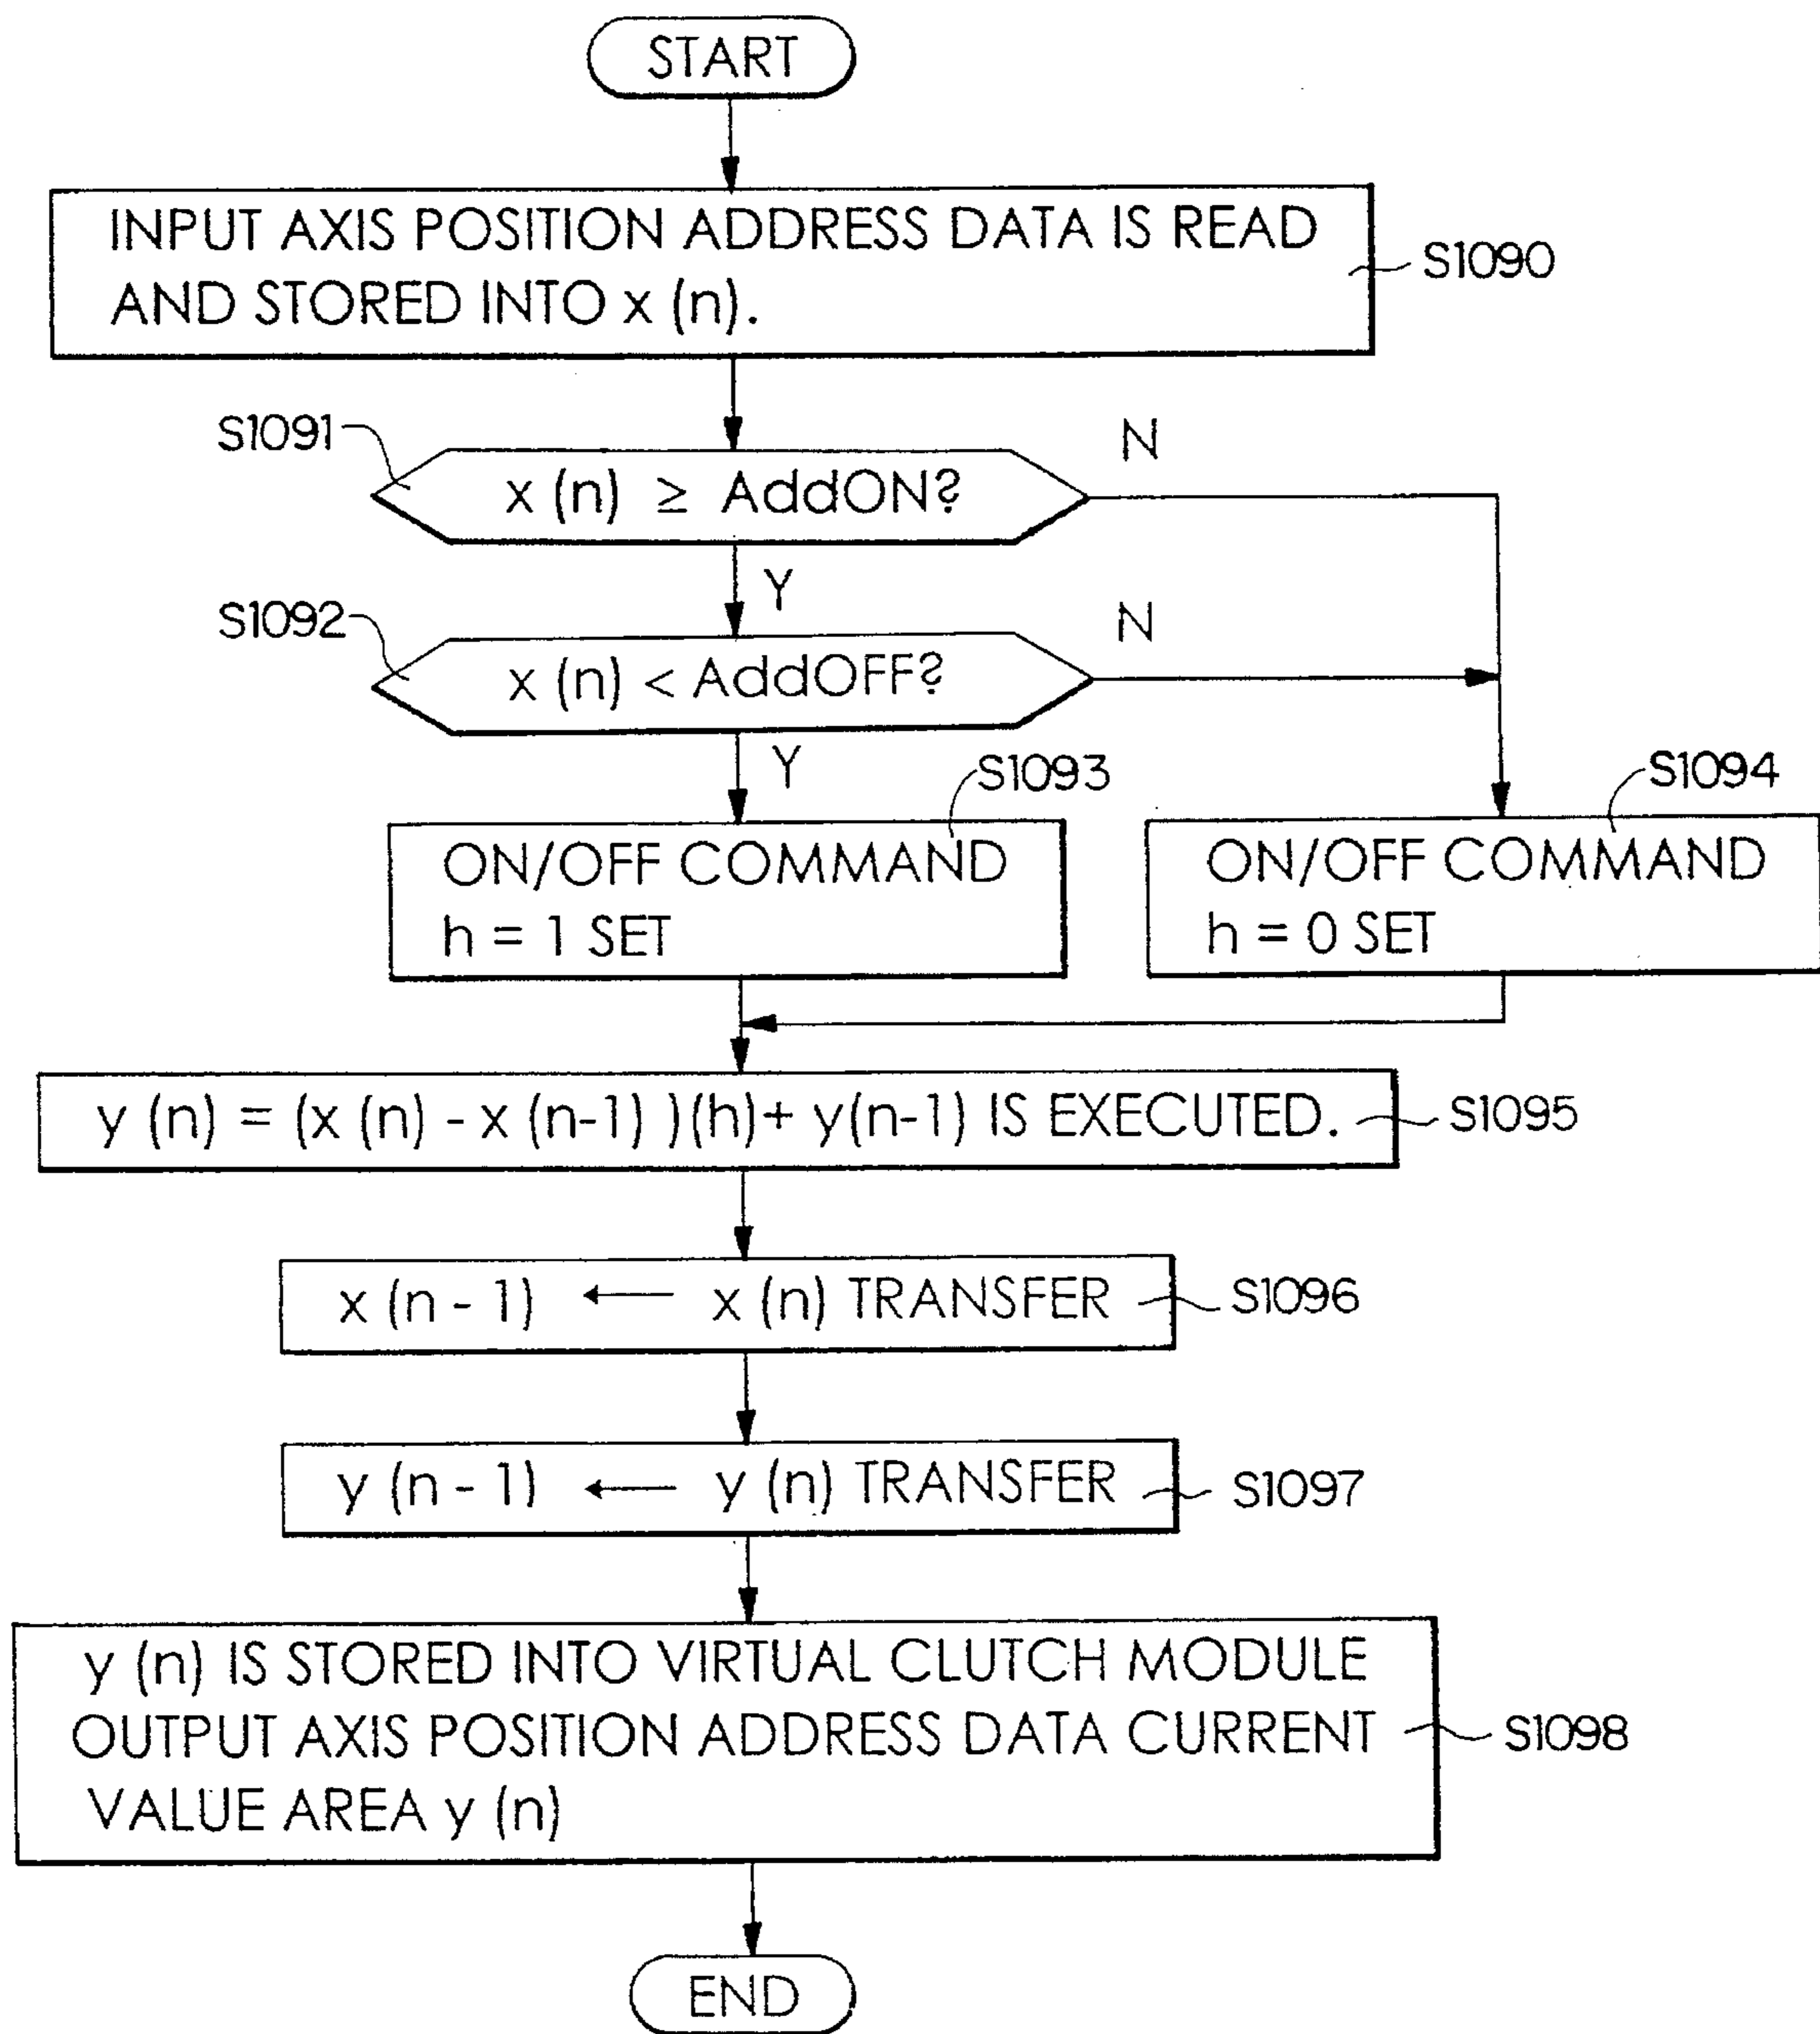 START
INPUT AXIS POSITION ADDRESS DATA IS READ
AND STORED INTO x (n).
S1090
S1091
x (n) ≥ AddON?
N
Y
S1092
x (n) < AddOFF?
N
Y
S1093
ON/OFF COMMAND
h = 1 SET
S1094
ON/OFF COMMAND
h = 0 SET
y (n) = (x (n) - x (n-1) )(h)+ y(n-1) IS EXECUTED.
S1095
x (n - 1) ← x (n) TRANSFER
S1096
y (n - 1) ← y (n) TRANSFER
S1097
y (n) IS STORED INTO VIRTUAL CLUTCH MODULE
OUTPUT AXIS POSITION ADDRESS DATA CURRENT
VALUE AREA y (n)
S1098
END